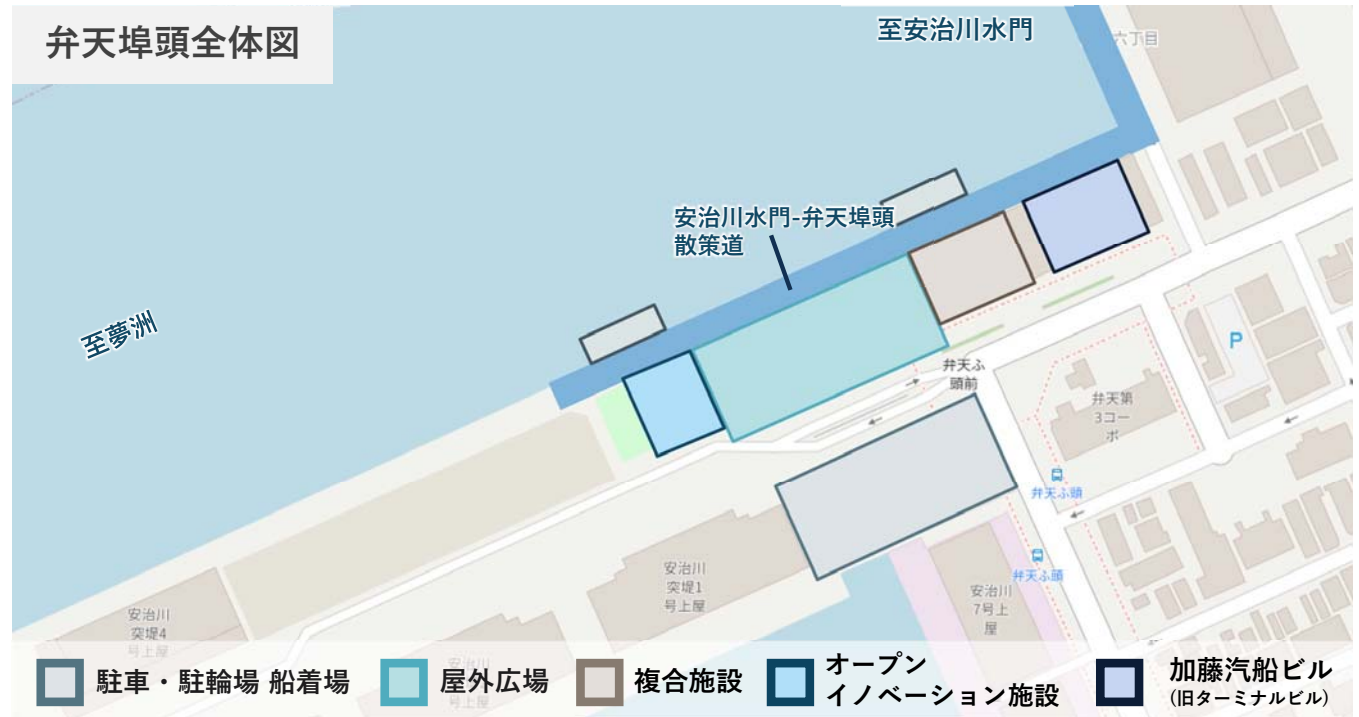 弁天埠頭全体図
至安治川水門
六丁目
安治川水門-弁天埠頭
散策道
至夢洲
P
弁天ふ
頭前
弁天第
3コー
ポ
弁天ふ頭
弁天ふ頭
安治川
突堤1
号上屋
安治川
7号上
屋
安治川
突堤4
号上屋
安治川
号上屋
駐車・駐輪場 船着場
屋外広場
複合施設
オープン
イノベーション施設
加藤汽船ビル
(旧ターミナルビル)